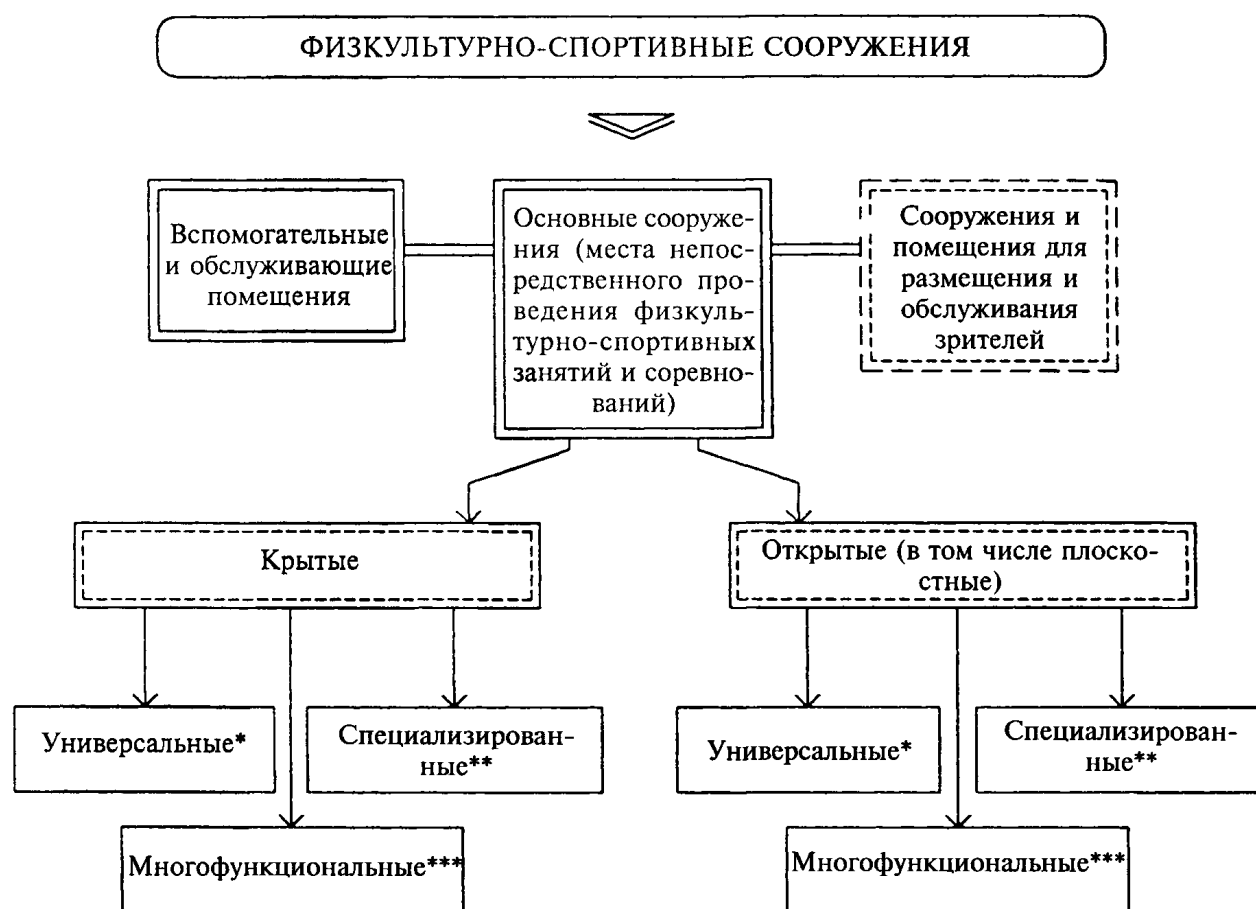 ФИЗКУЛЬТУРНО-СПОРТИВНЫЕ СООРУЖЕНИЯ
Вспомогательные
и обслуживающие
помещения
Основные сооруже-
ния (места непос-
редственного про-
ведения физкуль-
турно-спортивных
занятий и соревно-
ваний)
Сооружения и
помещения для
размещения и
обслуживания
зрителей
Крытые
Открытые (в том числе плоско-
стные)
Универсальные*
Специализирован-
ные**
Многофункциональные***
Универсальные*
Специализирован-
ные**
Многофункциональные***